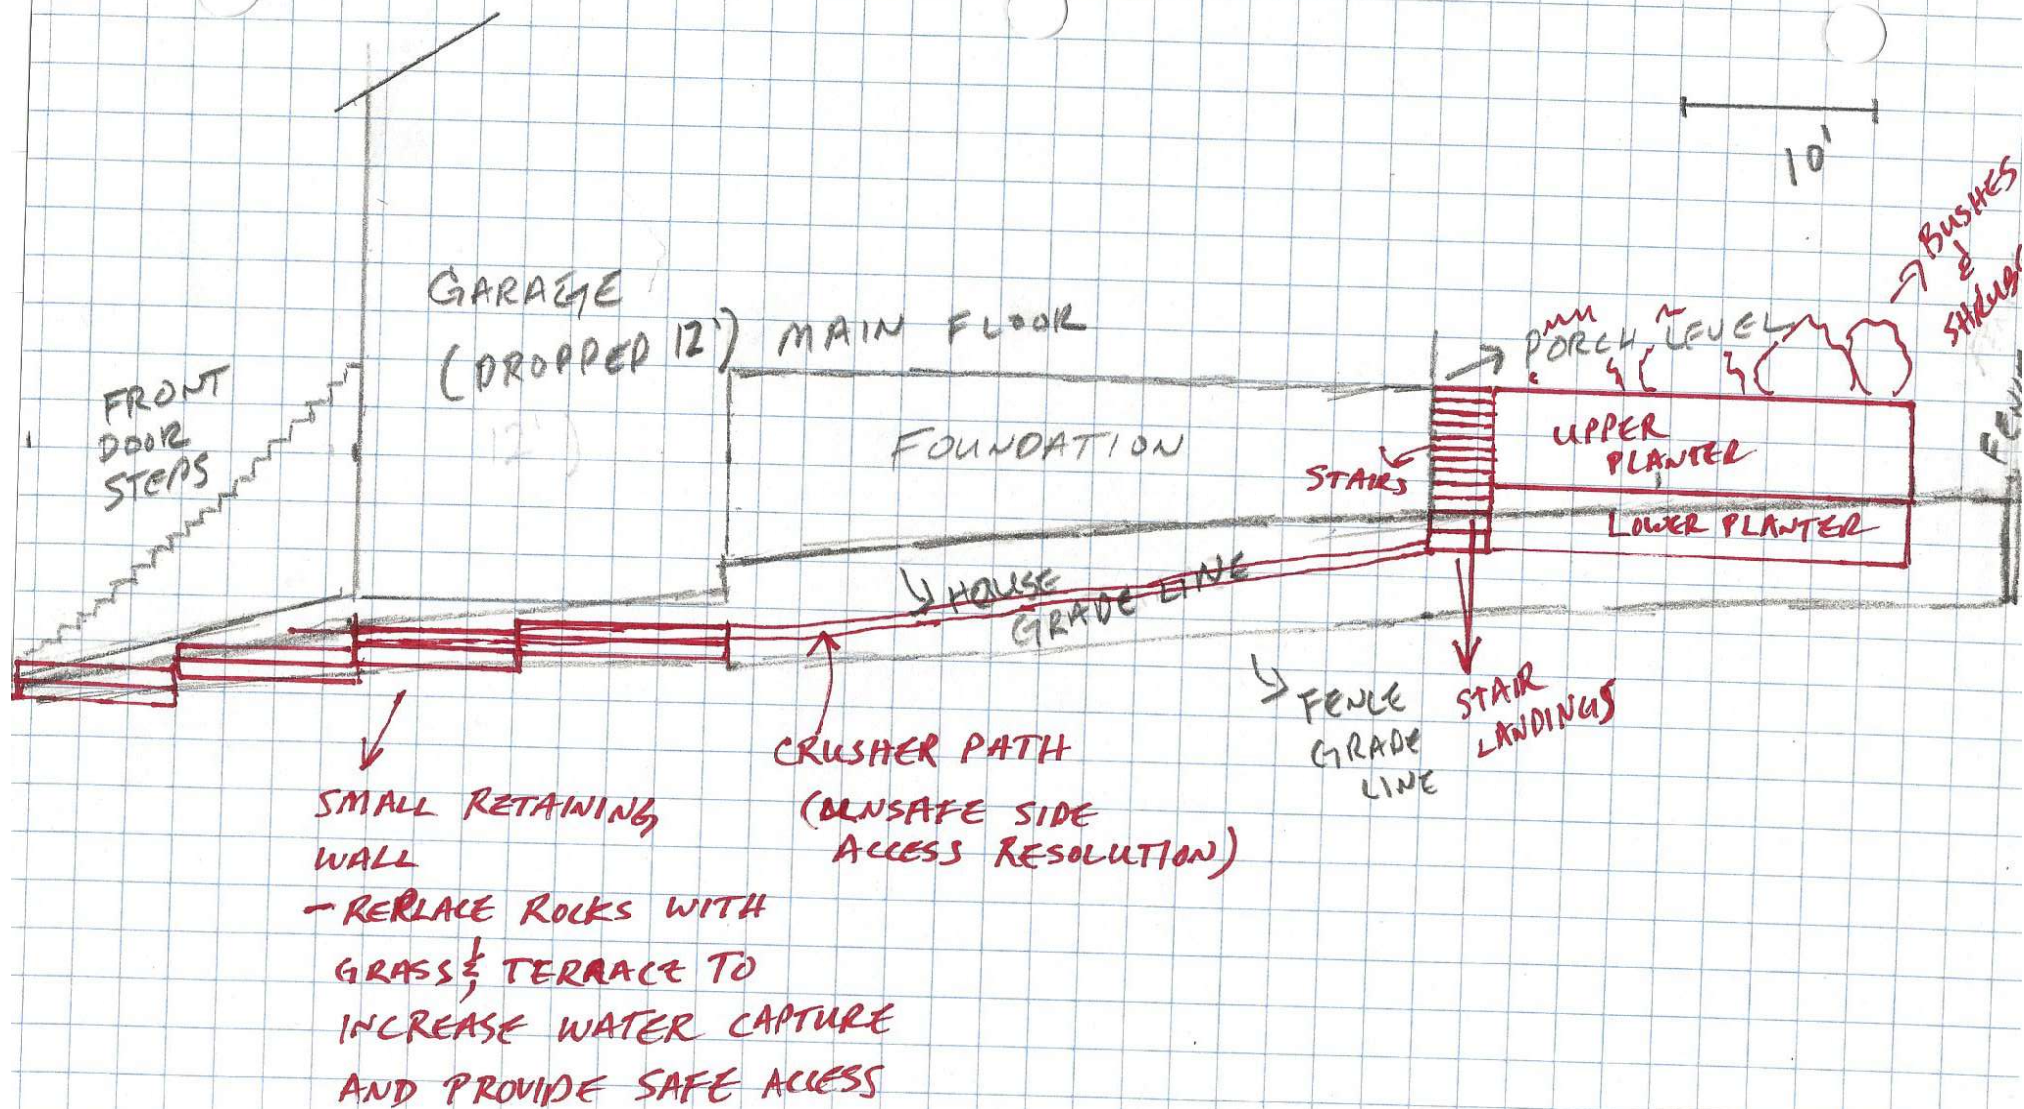 10'
BUSHES
&
GARAGE
(DROPPED 12')
MAIN FLOOR
PORCH LEVEL
FRONT
DOOR
STEPS
12')
FOUNDATION
STAIRS
UPPER
PLANTER
LOWER PLANTER
HOUSE
GRADE LINE
FENCE
GRADE
LINE
STAIR
LANDINGS
CRUSHER PATH
(UNSAFE SIDE
ACCESS RESOLUTION)
SMALL RETAINING
WALL
- REPLACE ROCKS WITH
GRASS & TERRACE TO
INCREASE WATER CAPTURE
AND PROVIDE SAFE ACCESS